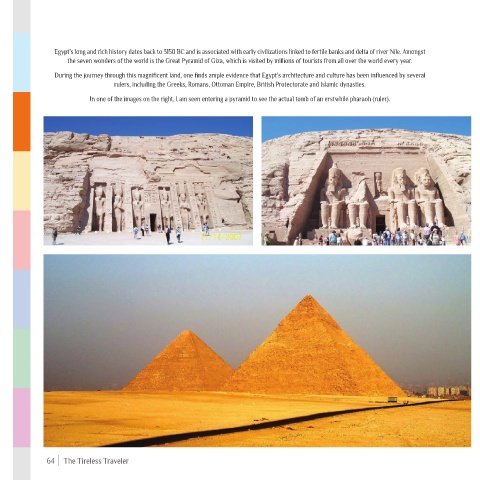 Egypt's long and rich history dates back to 3150 BC and is associated with early civilizations linked to fertile banks and delta of river Nile. Amongst
the seven wonders of the world is the Great Pyramid of Giza, which is visited by millions of tourists from all over the world every year.
During the journey through this magnificent land, one finds ample evidence that Egypt's architecture and culture has been influenced by several
rulers, including the Greeks, Romans, Ottoman Empire, British Protectorate and Islamic dynasties.
In one of the images on the right, I am seen entering a pyramid to see the actual tomb of an erstwhile pharaoh (ruler).
64 | The Tireless Traveler